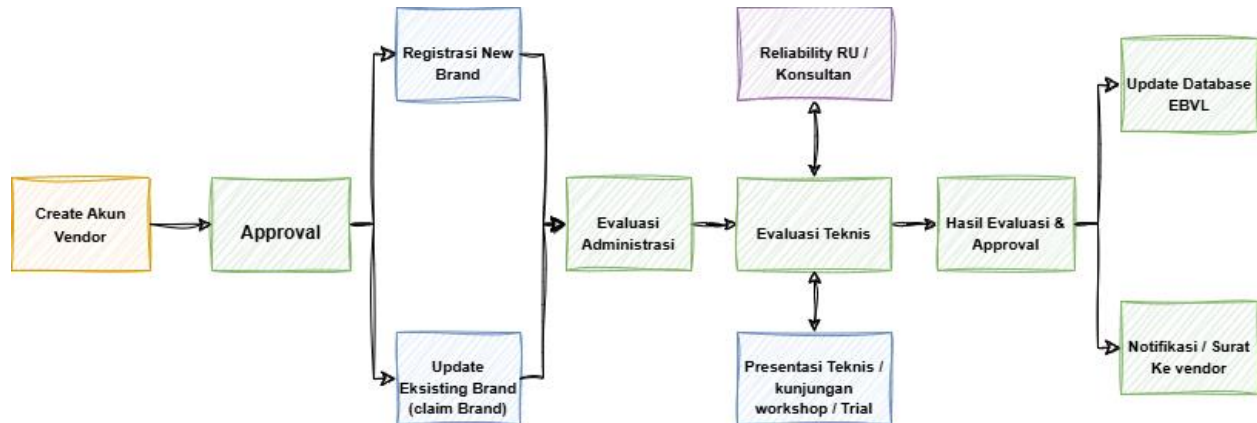 Create Akun
Vendor
Approval
Registrasi New
Brand
Update
Eksisting Brand
(claim Brand)
Evaluasi
Administrasi
Reliability RU /
Konsultan
Evaluasi Teknis
Presentasi Teknis /
kunjungan
workshop / Trial
Hasil Evaluasi &
Approval
Update Database
EBVL
Notifikasi / Surat
Ke vendor